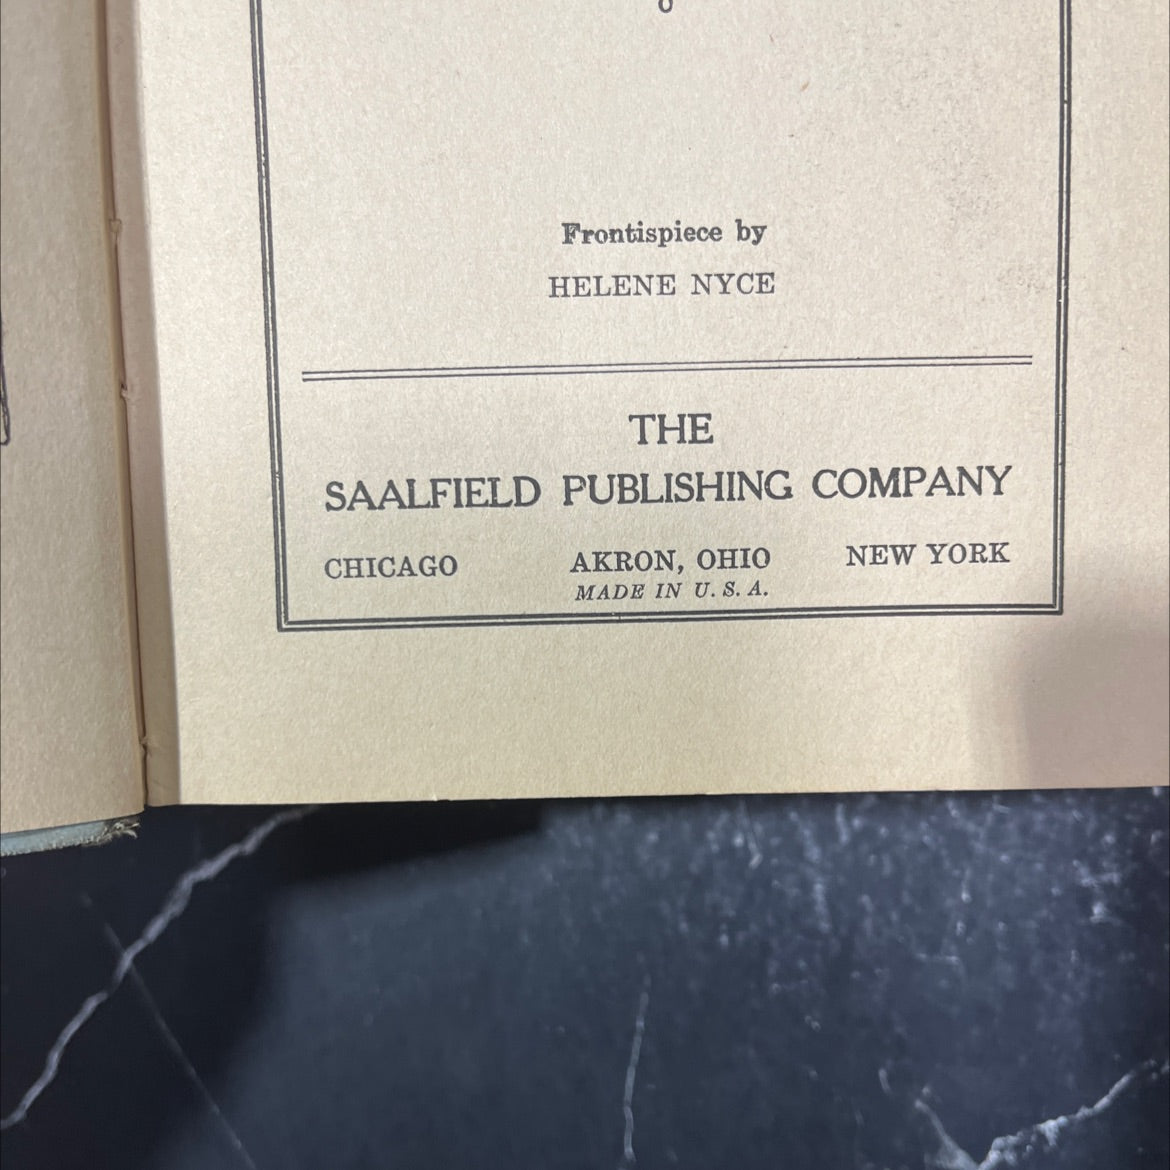 Frontispiece by
HELENE NYCE
THE
SAALFIELD PUBLISHING COMPANY
CHICAGO AKRON, OHIO NEW YORK
MADE IN U. S. A.